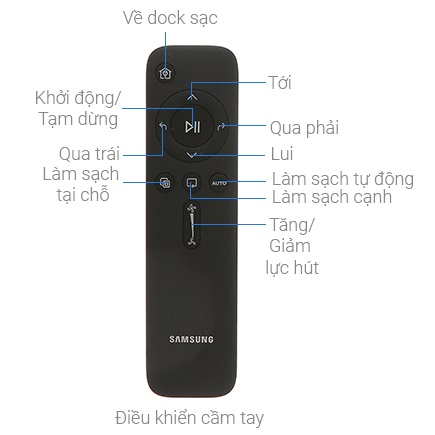 Về dock sạc
Khởi động/
Tạm dừng
Tới
Qua phải
Qua trái
Lui
Làm sạch
tại chỗ
AUTO
Làm sạch tự động
Làm sạch cạnh
Tăng/
Giảm
lực hút
SAMSUNG
Điều khiển cầm tay